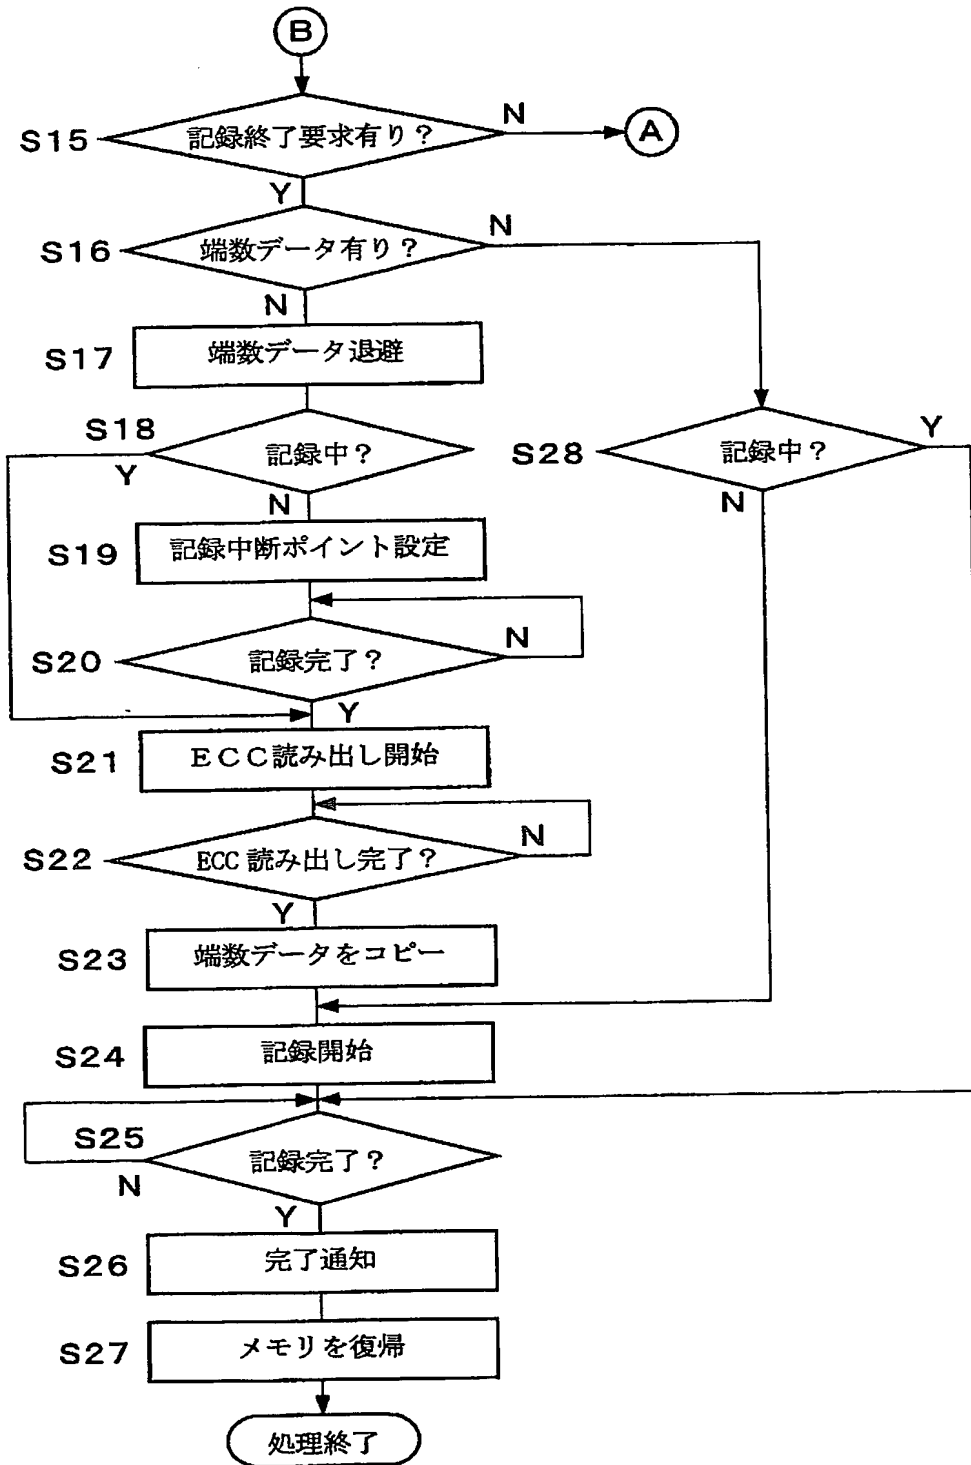 B
S15
記録終了要求有り？
N
A
Y
S16
端数データ有り？
N
N
S17
端数データ退避
S18
記録中？
Y
N
S28
記録中？
Y
N
S19
記録中断ポイント設定
S20
記録完了？
N
Y
S21
ＥＣＣ読み出し開始
S22
ECC 読み出し完了？
N
Y
S23
端数データをコピー
S24
記録開始
S25
記録完了？
N
Y
S26
完了通知
S27
メモリを復帰
処理終了